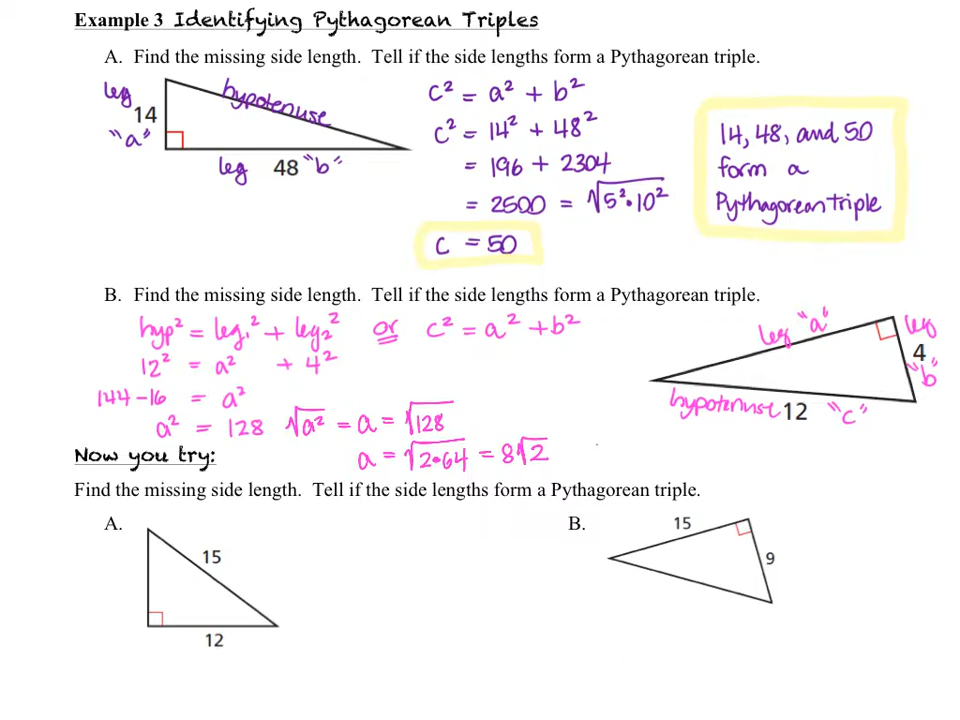 Example 3 Identifying Pythagorean Triples
A. Find the missing side length. Tell if the side lengths form a Pythagorean triple.
leg
14
"a"
hypotenuse
leg 48 "b"
c² = a² + b²
c² = 14² + 48²
= 196 + 2304
= 2500 = √5²·10²
c = 50
14, 48, and 50
form a
Pythagorean triple
B. Find the missing side length. Tell if the side lengths form a Pythagorean triple.
hyp² = leg₁² + leg₂² or c² = a² + b²
12² = a² + 4²
144-16 = a²
a² = 128 √a² = a = √128
a = √2·64 = 8√2
leg "a"
leg
4
"b"
hypotenuse 12 "c"
Now you try:
Find the missing side length. Tell if the side lengths form a Pythagorean triple.
A.
15
12
B.
15
9